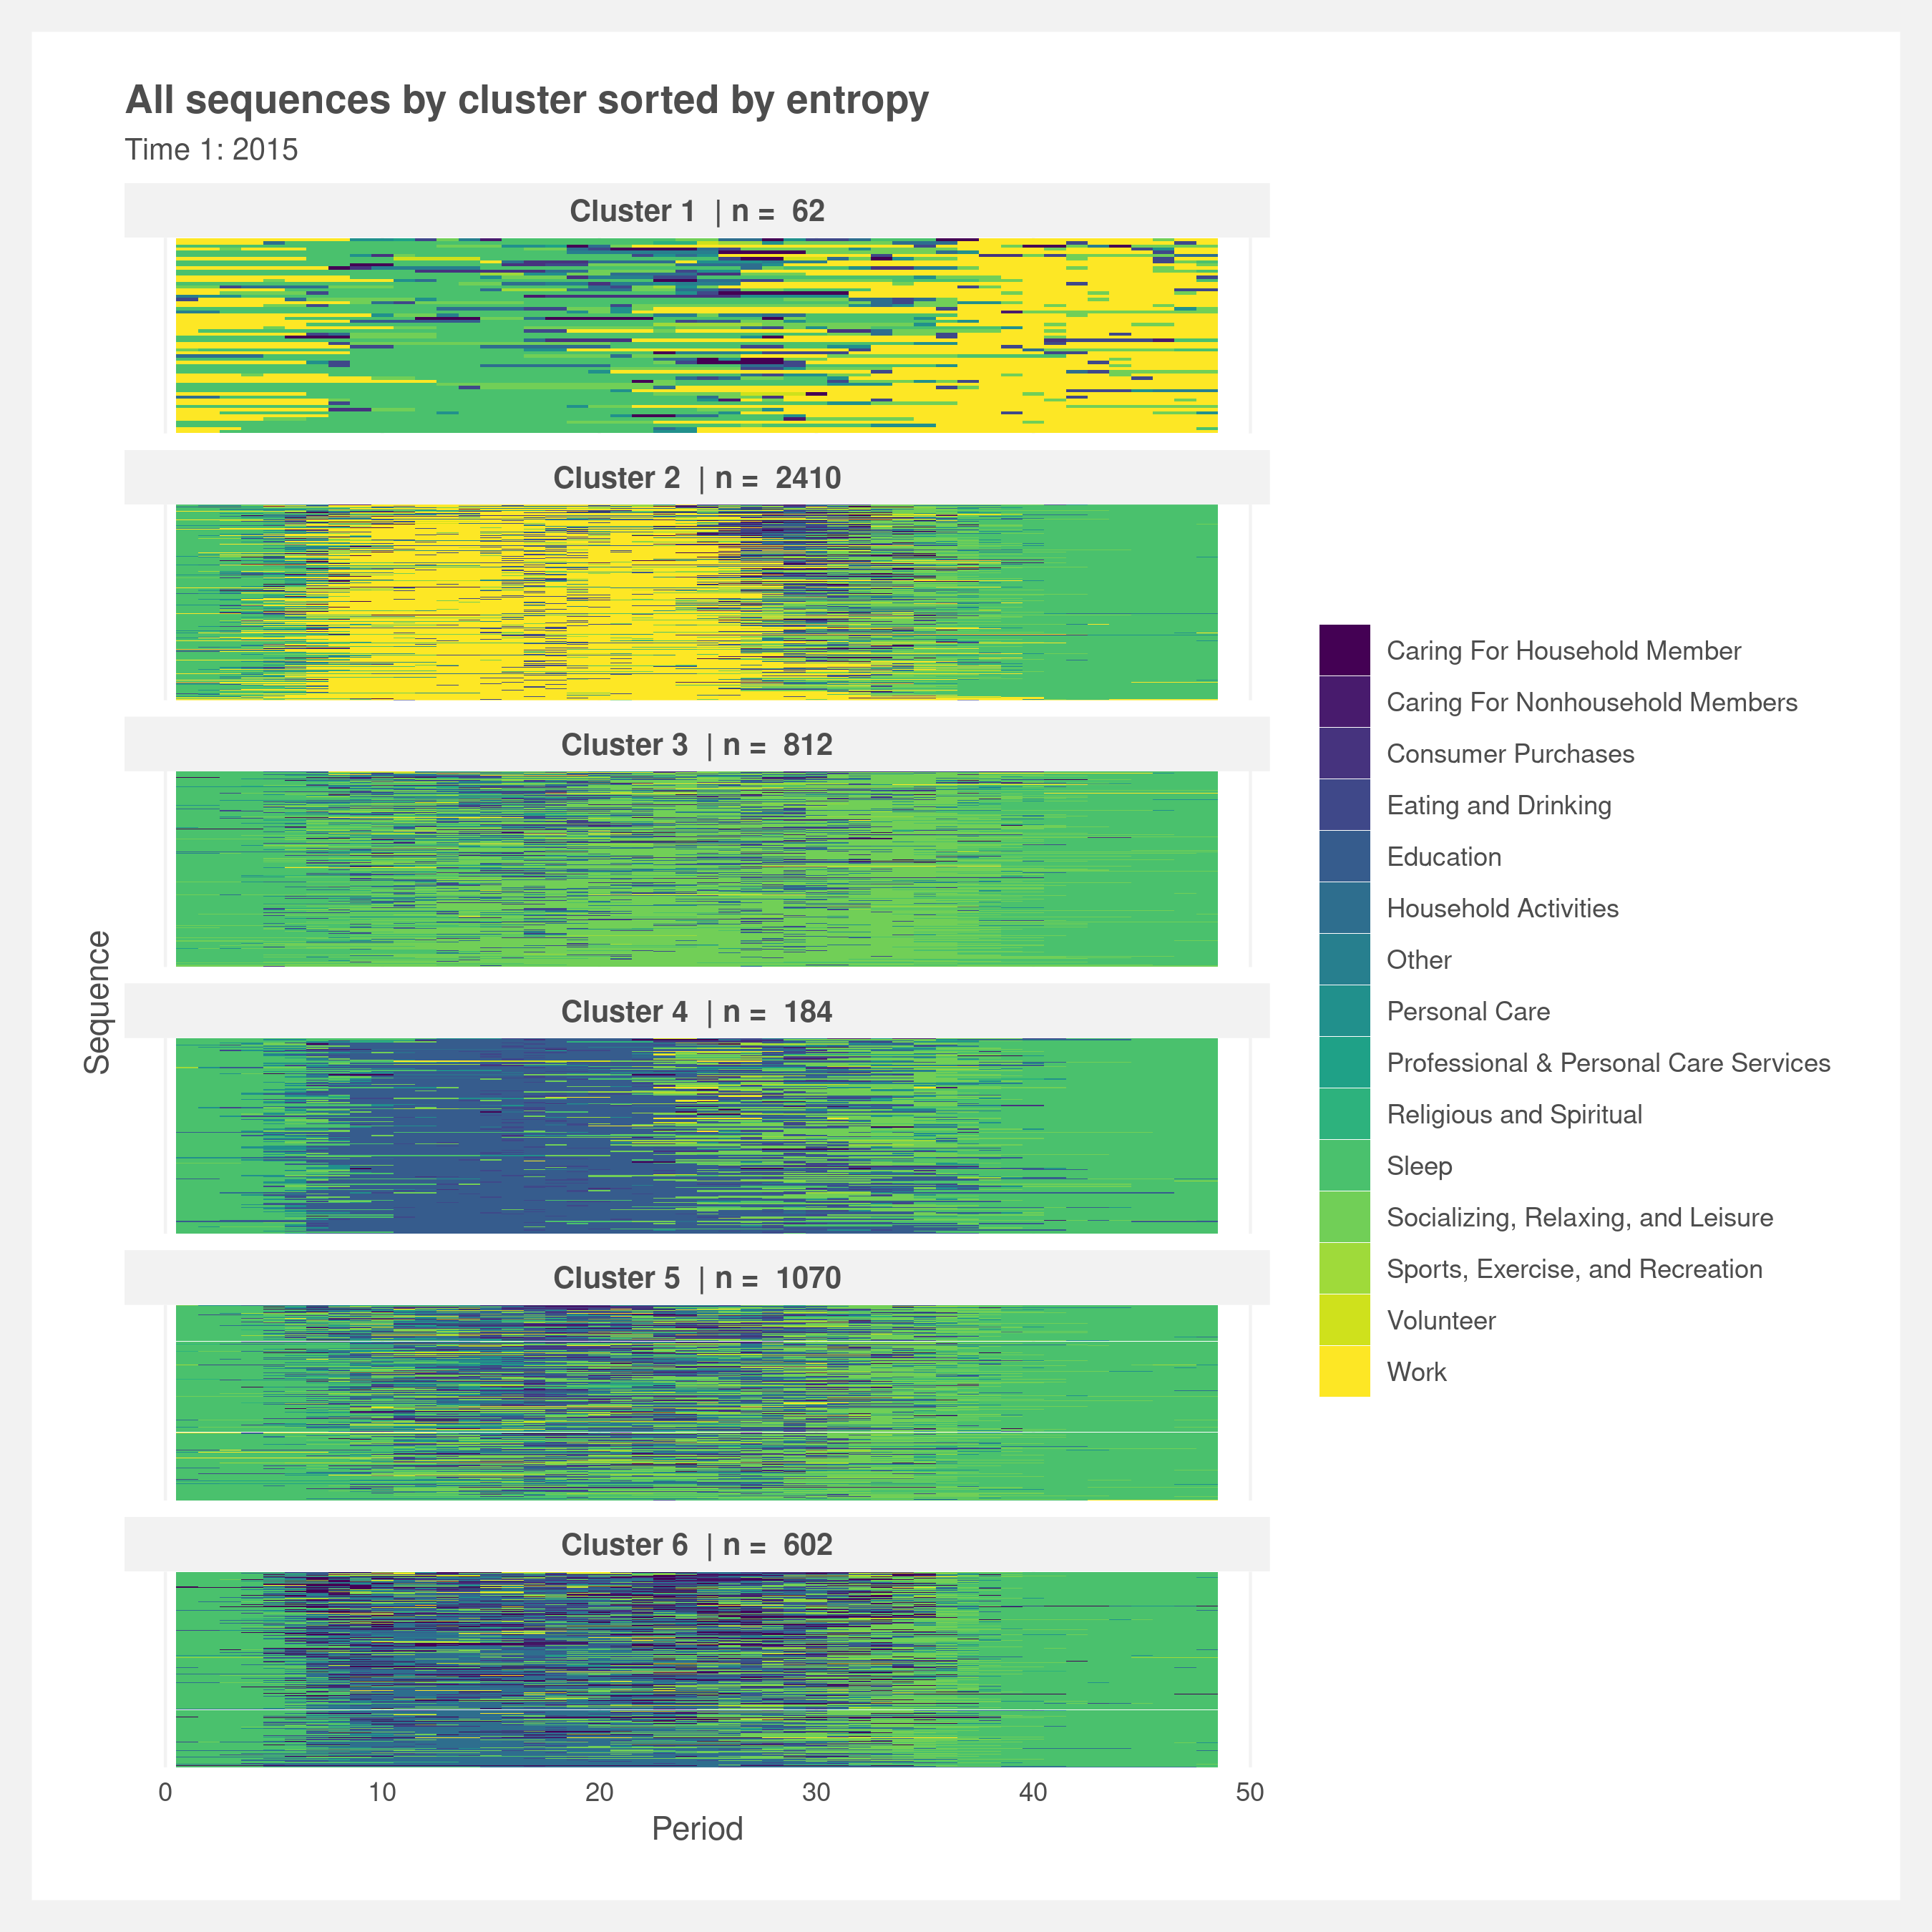 All sequences by cluster sorted by entropy
Time 1: 2015
Cluster 1 | n = 62
Cluster 2 | n = 2410
Cluster 3 | n = 812
Cluster 4 | n = 184
Cluster 5 | n = 1070
Cluster 6 | n = 602
Sequence
0 10 20 30 40 50
Period
Caring For Household Member
Caring For Nonhousehold Members
Consumer Purchases
Eating and Drinking
Education
Household Activities
Other
Personal Care
Professional & Personal Care Services
Religious and Spiritual
Sleep
Socializing, Relaxing, and Leisure
Sports, Exercise, and Recreation
Volunteer
Work